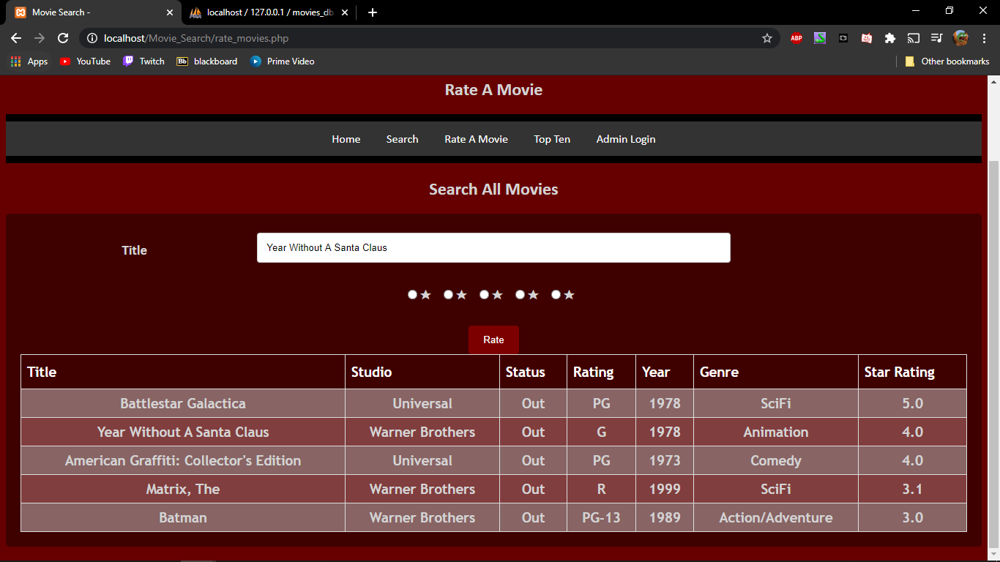 Movie Search -
localhost / 127.0.0.1 / movies_db
localhost/Movie_Search/rate_movies.php
ABP
Apps YouTube Twitch Bb blackboard Prime Video Other bookmarks
Rate A Movie
Home Search Rate A Movie Top Ten Admin Login
Search All Movies
Title Year Without A Santa Claus
Rate
Title Studio Status Rating Year Genre Star Rating
Battlestar Galactica Universal Out PG 1978 SciFi 5.0
Year Without A Santa Claus Warner Brothers Out G 1978 Animation 4.0
American Graffiti: Collector's Edition Universal Out PG 1973 Comedy 4.0
Matrix, The Warner Brothers Out R 1999 SciFi 3.1
Batman Warner Brothers Out PG-13 1989 Action/Adventure 3.0